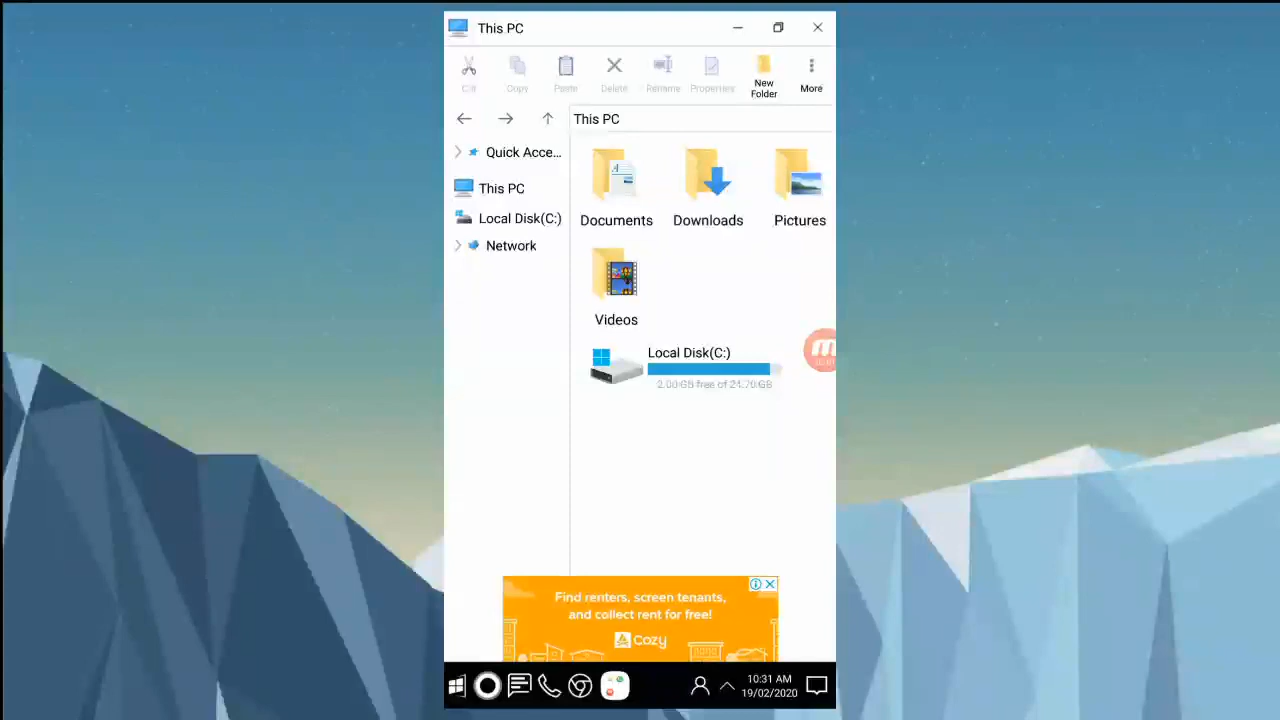 This PC
Cut
Copy
Paste
Delete
Rename
Properties
New
Folder
More
This PC
Quick Acce...
This PC
Local Disk(C:)
Network
Documents
Downloads
Pictures
Videos
Local Disk(C:)
2.00 GB free of 24.70 GB
Find renters, screen tenants,
and collect rent for free!
Cozy
10:31 AM
19/02/2020